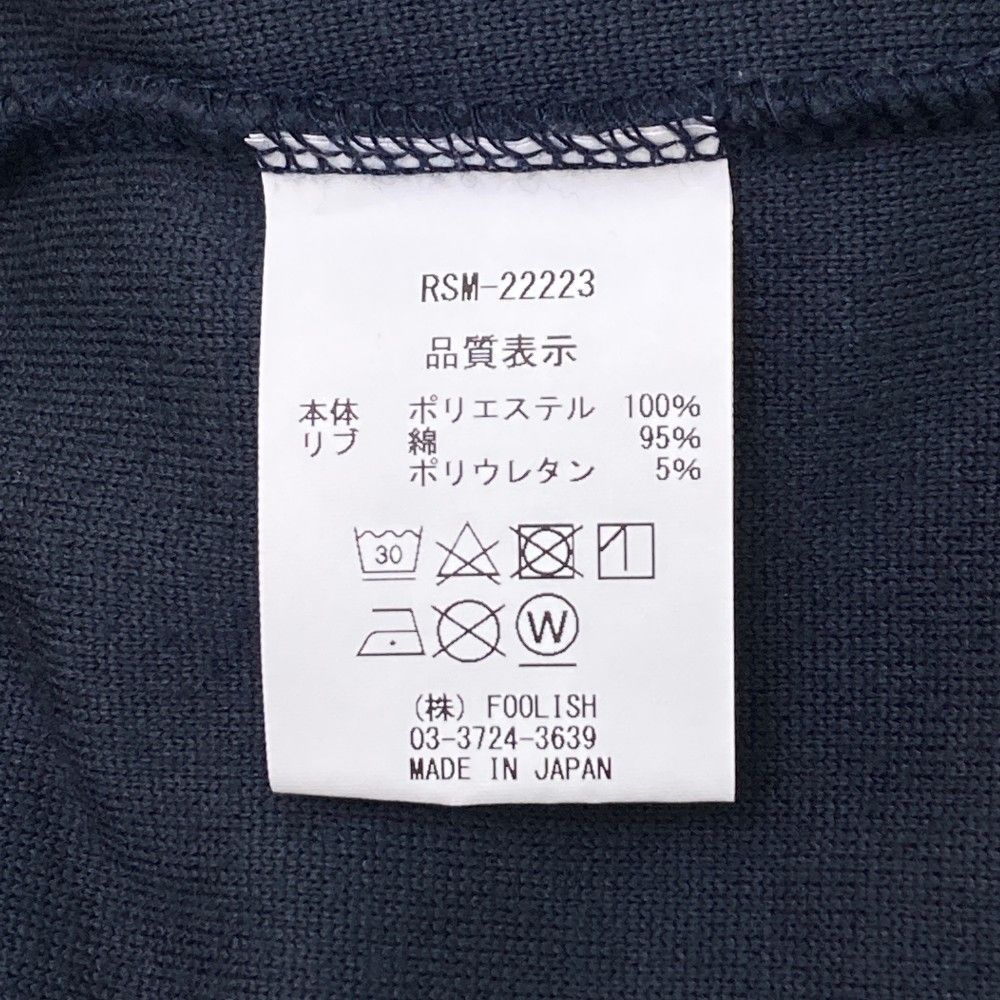 RSM-22223
品質表示
本体 ポリエステル 100%
リブ 綿 95%
ポリウレタン 5%
30
W
(株) FOOLISH
03-3724-3639
MADE IN JAPAN